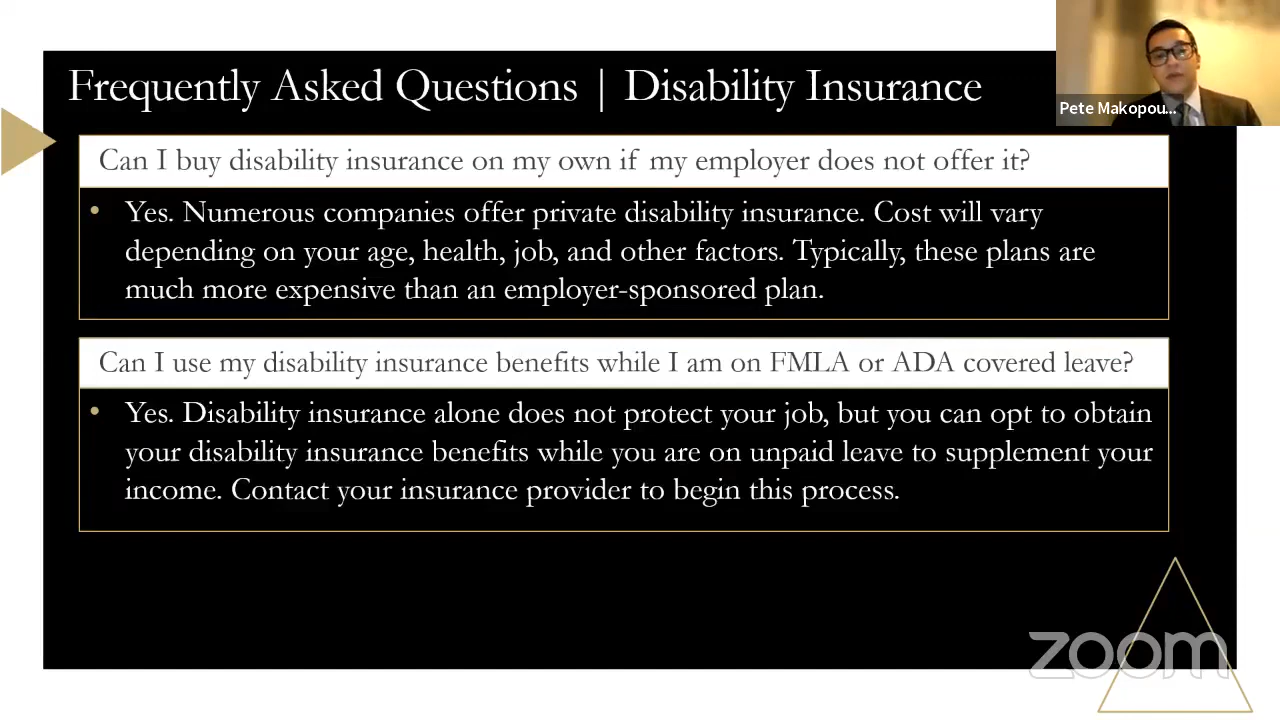 Frequently Asked Questions | Disability Insurance
Pete Makopou...
Can I buy disability insurance on my own if my employer does not offer it?
• Yes. Numerous companies offer private disability insurance. Cost will vary
depending on your age, health, job, and other factors. Typically, these plans are
much more expensive than an employer-sponsored plan.
Can I use my disability insurance benefits while I am on FMLA or ADA covered leave?
• Yes. Disability insurance alone does not protect your job, but you can opt to obtain
your disability insurance benefits while you are on unpaid leave to supplement your
income. Contact your insurance provider to begin this process.
zoom